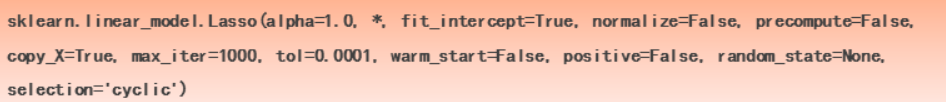 sklearn.linear_model.Lasso(alpha=1.0, *, fit_intercept=True, normalize=False, precompute=False,
copy_X=True, max_iter=1000, tol=0.0001, warm_start=False, positive=False, random_state=None,
selection='cyclic')